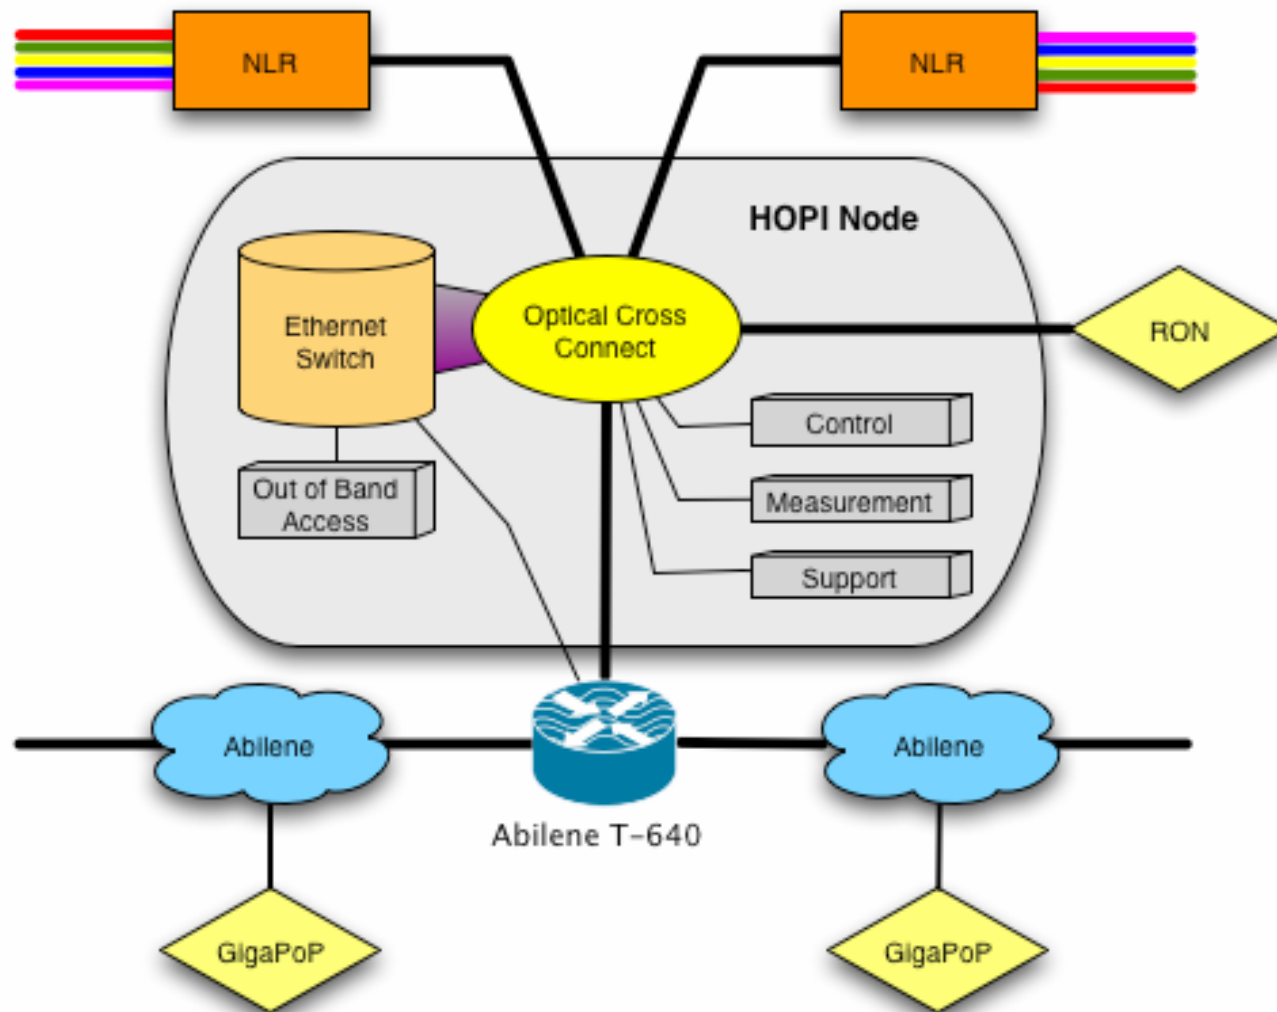 NLR
NLR
HOPI Node
Ethernet
Switch
Optical Cross
Connect
RON
Control
Out of Band
Access
Measurement
Support
Abilene
Abilene
Abilene T-640
GigaPoP
GigaPoP